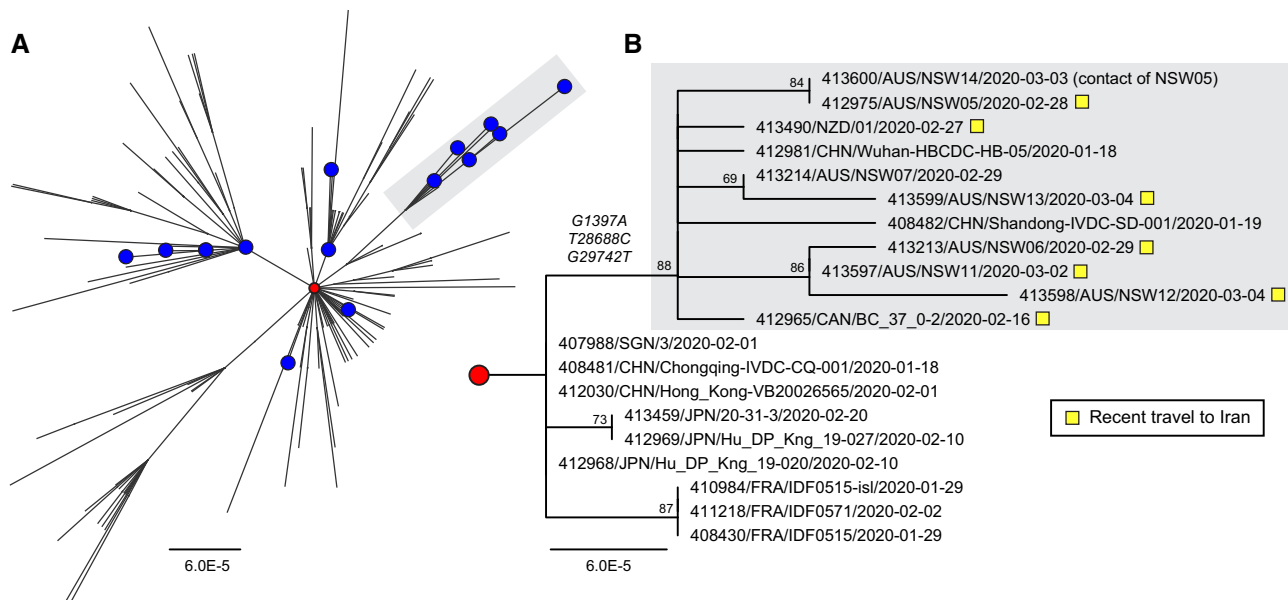 A
B
84
413600/AUS/NSW14/2020-03-03 (contact of NSW05)
412975/AUS/NSW05/2020-02-28
413490/NZD/01/2020-02-27
412981/CHN/Wuhan-HBCDC-HB-05/2020-01-18
413214/AUS/NSW07/2020-02-29
69
413599/AUS/NSW13/2020-03-04
G1397A
T28688C
G29742T
408482/CHN/Shandong-IVDC-SD-001/2020-01-19
413213/AUS/NSW06/2020-02-29
88
86
413597/AUS/NSW11/2020-03-02
413598/AUS/NSW12/2020-03-04
412965/CAN/BC_37_0-2/2020-02-16
407988/SGN/3/2020-02-01
408481/CHN/Chongqing-IVDC-CQ-001/2020-01-18
412030/CHN/Hong_Kong-VB20026565/2020-02-01
73
413459/JPN/20-31-3/2020-02-20
412969/JPN/Hu_DP_Kng_19-027/2020-02-10
Recent travel to Iran
412968/JPN/Hu_DP_Kng_19-020/2020-02-10
410984/FRA/IDF0515-isl/2020-01-29
87
411218/FRA/IDF0571/2020-02-02
408430/FRA/IDF0515/2020-01-29
6.0E-5
6.0E-5